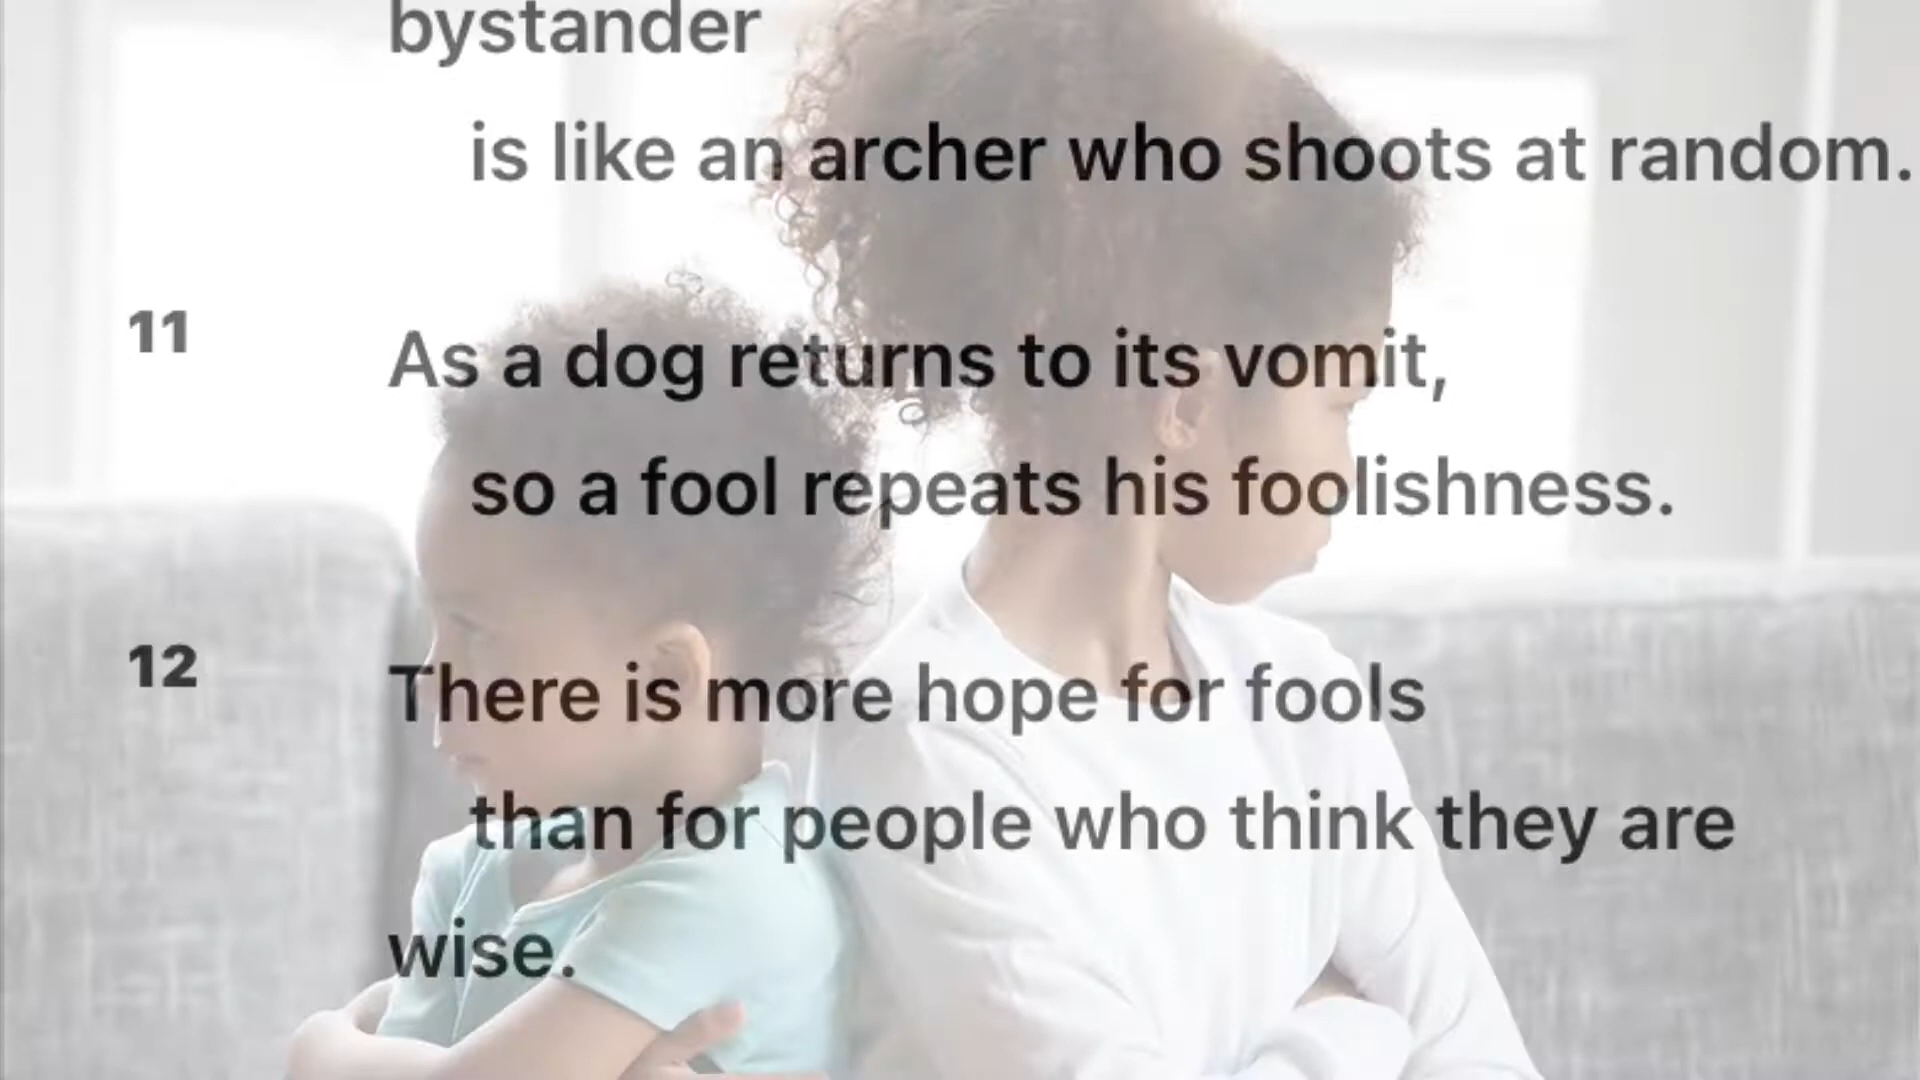 bystander
is like an archer who shoots at random.
11 As a dog returns to its vomit,
so a fool repeats his foolishness.
12 There is more hope for fools
than for people who think they are
wise.